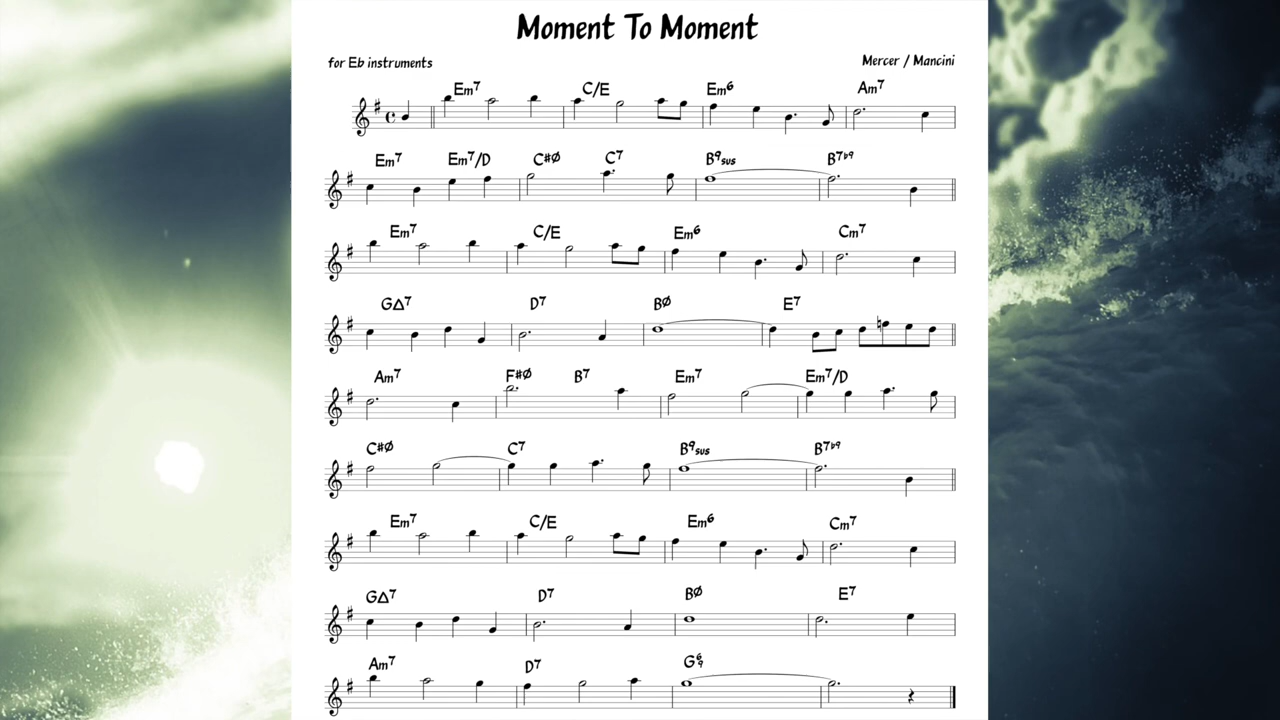 Moment To Moment
for Eb instruments
Mercer / Mancini
Em7 C/E Em6 Am7
Em7 Em7/D C#ø C7 B9sus B7b9
Em7 C/E Em6 Cm7
G∆7 D7 Bø E7
Am7 F#ø B7 Em7 Em7/D
C#ø C7 B9sus B7b9
Em7 C/E Em6 Cm7
G∆7 D7 Bø E7
Am7 D7 G6/9